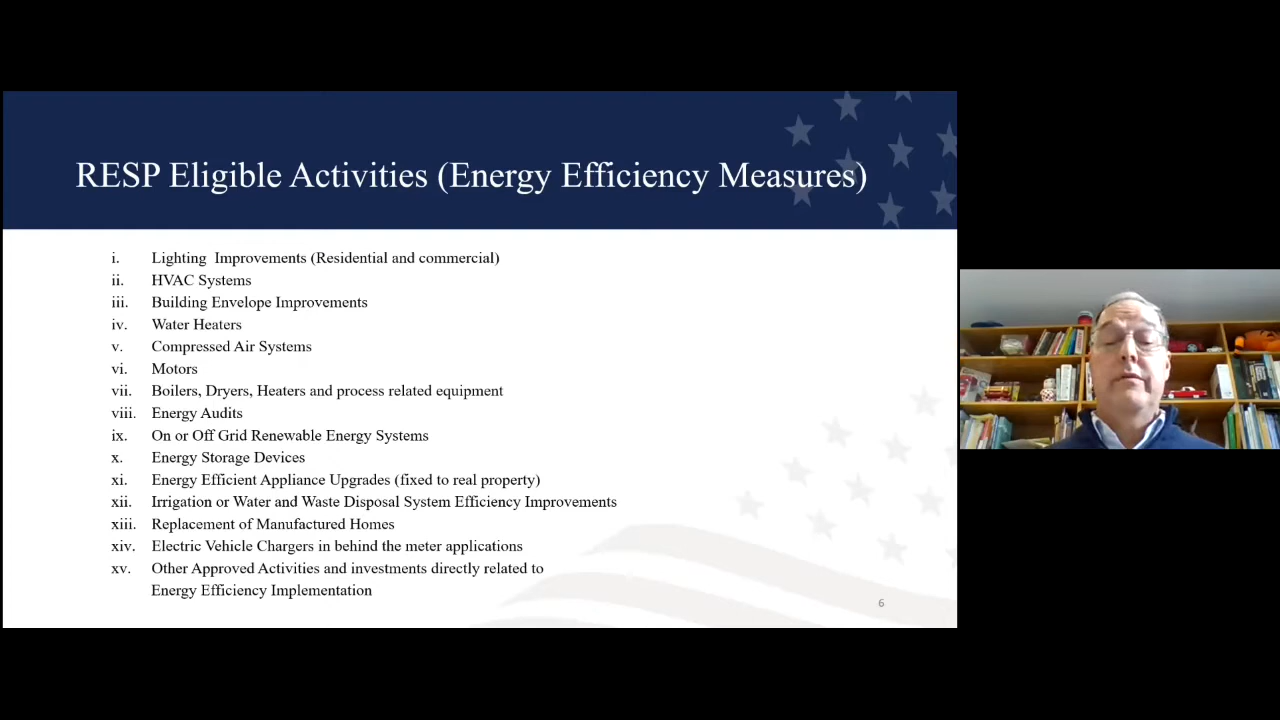 RESP Eligible Activities (Energy Efficiency Measures)
i. Lighting Improvements (Residential and commercial)
ii. HVAC Systems
iii. Building Envelope Improvements
iv. Water Heaters
v. Compressed Air Systems
vi. Motors
vii. Boilers, Dryers, Heaters and process related equipment
viii. Energy Audits
ix. On or Off Grid Renewable Energy Systems
x. Energy Storage Devices
xi. Energy Efficient Appliance Upgrades (fixed to real property)
xii. Irrigation or Water and Waste Disposal System Efficiency Improvements
xiii. Replacement of Manufactured Homes
xiv. Electric Vehicle Chargers in behind the meter applications
xv. Other Approved Activities and investments directly related to
Energy Efficiency Implementation
6